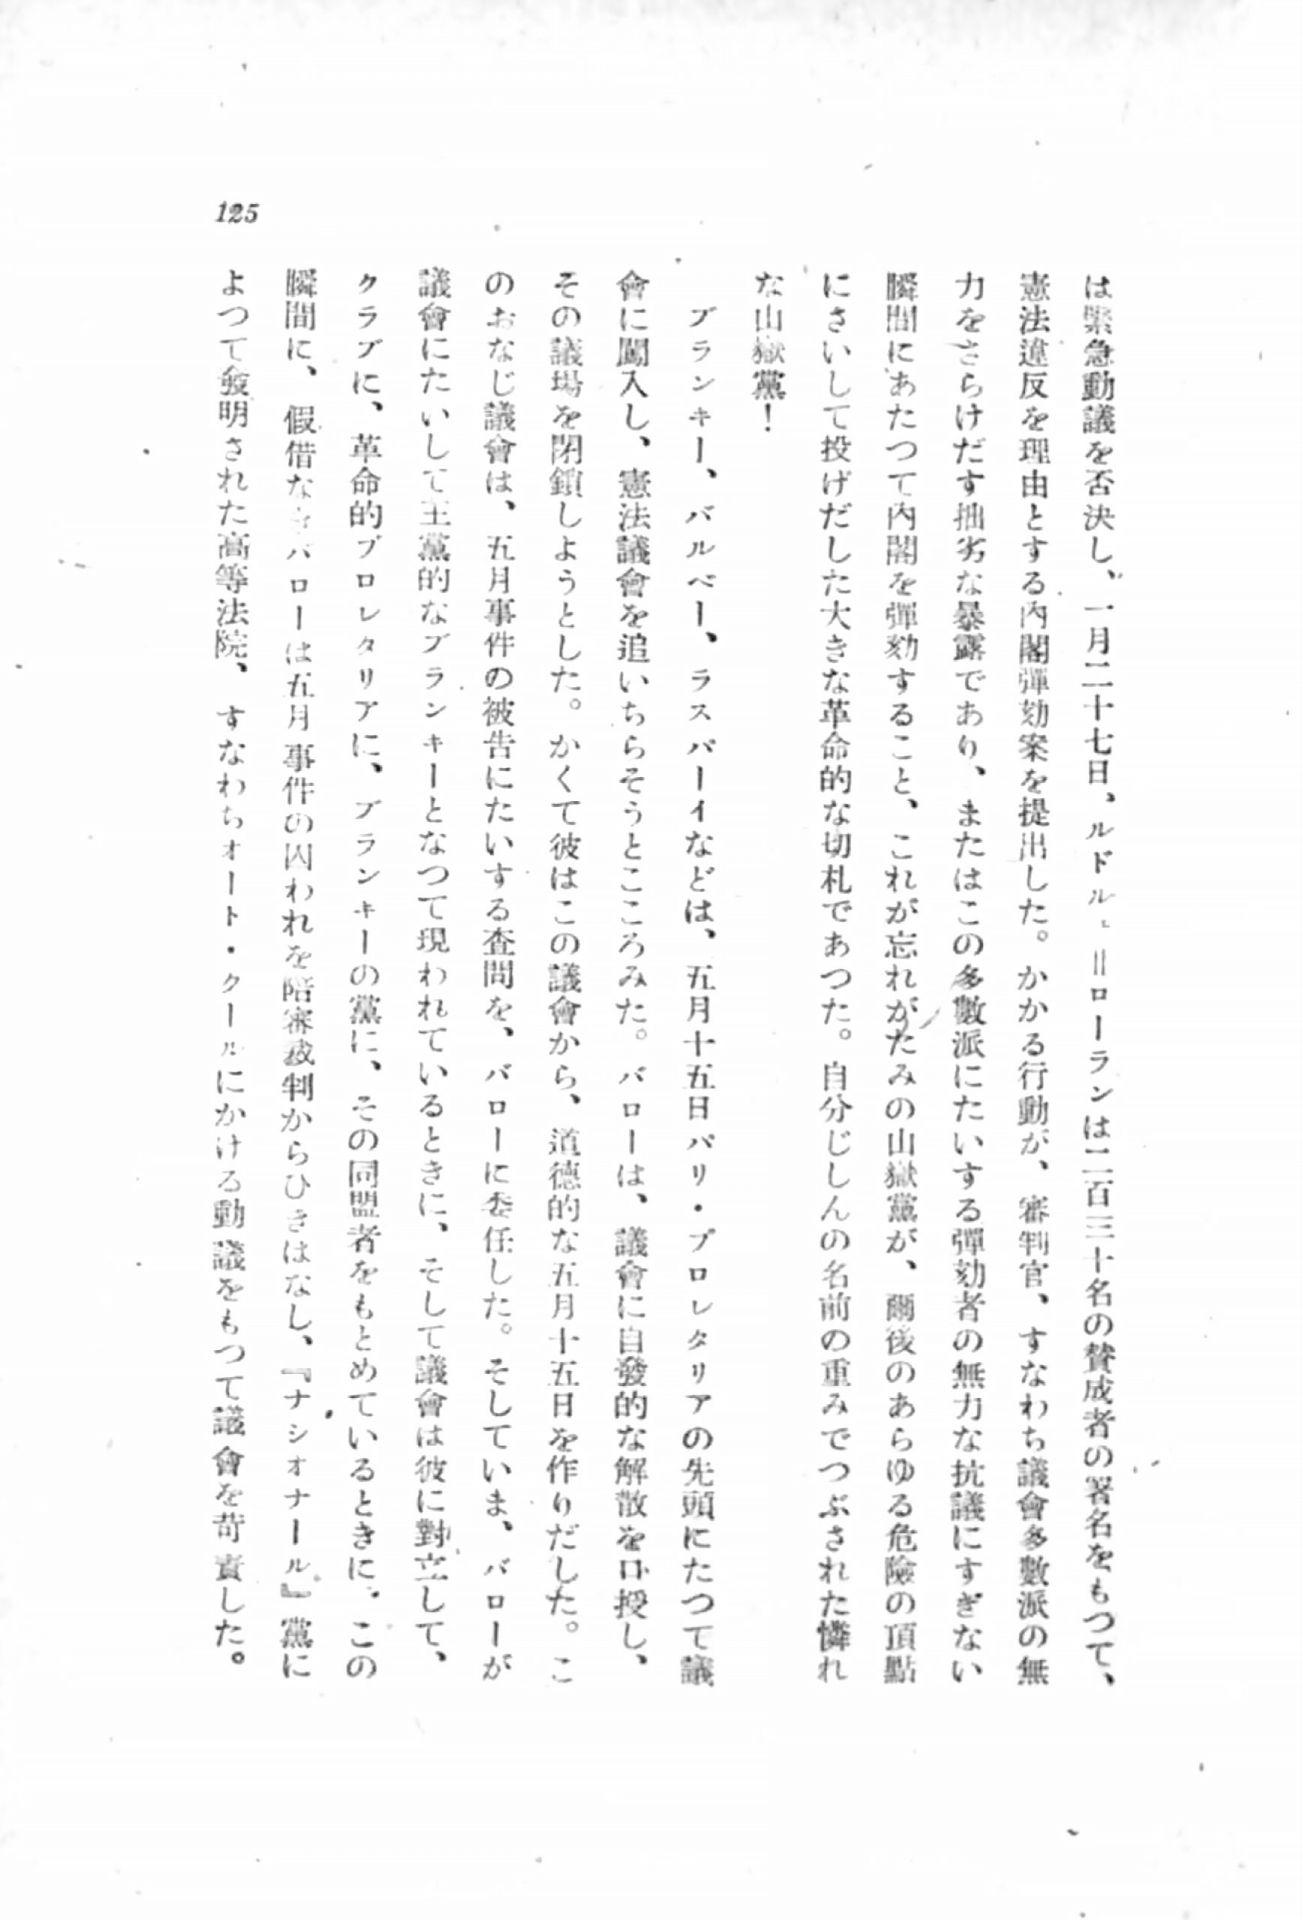 は緊急動議を否決し、一月二十七日、ルドル＝ローランは二百三十名の賛成者の署名をもつて、
憲法違反を理由とする內閣彈劾案を提出した。かかる行動が、審判官、すなわち議會多數派の無
力をさらけだす拙劣な暴露であり、またはこの多數派にたいする彈劾者の無力な抗議にすぎない
瞬間にあたつて內閣を彈劾すること、これが忘れがたみの山嶽黨が、爾後のあらゆる危險の頂點
にさいして投げだした大きな革命的な切札であつた。自分じしんの名前の重みでつぶされた憐れ
な山嶽黨！
ブランキー、バルベー、ラスパーイなどは、五月十五日パリ・プロレタリアの先頭にたつて議
會に闖入し、憲法議會を追いちらそうとこころみた。バローは、議會に自發的な解散を口授し、
その議場を閉鎖しようとした。かくて彼はこの議會から、道德的な五月十五日を作りだした。こ
のおなじ議會は、五月事件の被告にたいする査問を、バローに委任した。そしていま、バローが
議會にたいして王黨的なブランキーとなつて現われているときに、そして議會は彼に對立して、
クラブに、革命的プロレタリアに、ブランキーの黨に、その同盟者をもとめているときに、この
瞬間に、假借なきバローは五月事件の囚われを陪審裁判からひきはなし、『ナシオナール』黨に
よつて發明された高等法院、すなわちオート・クールにかける動議をもつて議會を苛責した。
125